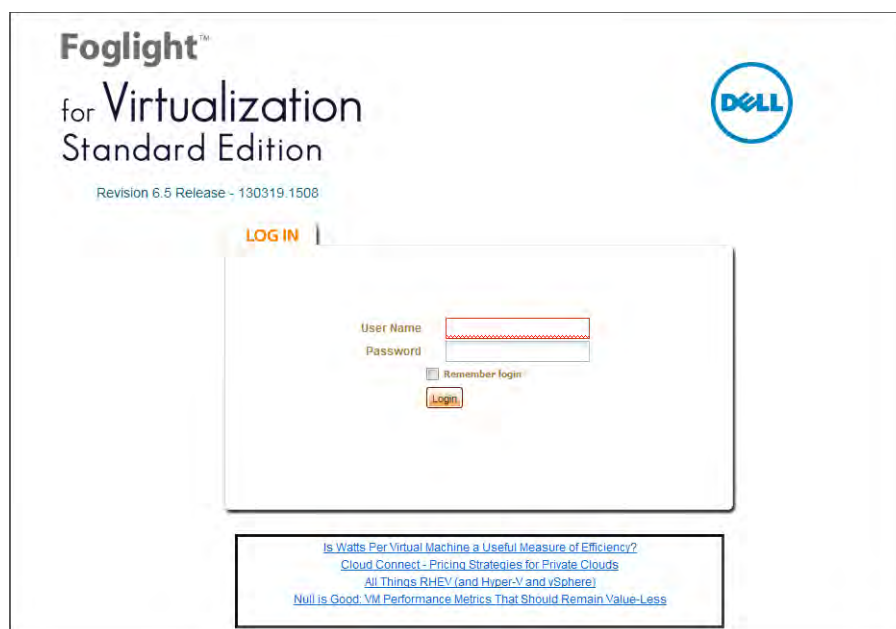 Foglight™
for Virtualization
Standard Edition
DELL
Revision 6.5 Release - 130319.1508
LOG IN
User Name
Password
Remember login
Login
Is Watts Per Virtual Machine a Useful Measure of Efficiency?
Cloud Connect - Pricing Strategies for Private Clouds
All Things RHEV (and Hyper-V and vSphere)
Null is Good: VM Performance Metrics That Should Remain Value-Less